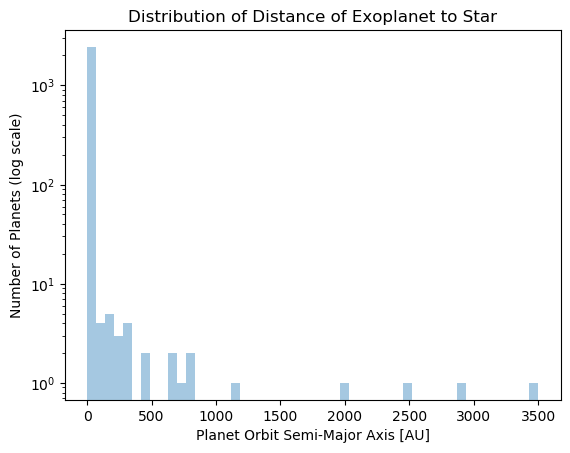 Distribution of Distance of Exoplanet to Star
Number of Planets (log scale)
10³
10²
10¹
10⁰
0 500 1000 1500 2000 2500 3000 3500
Planet Orbit Semi-Major Axis [AU]